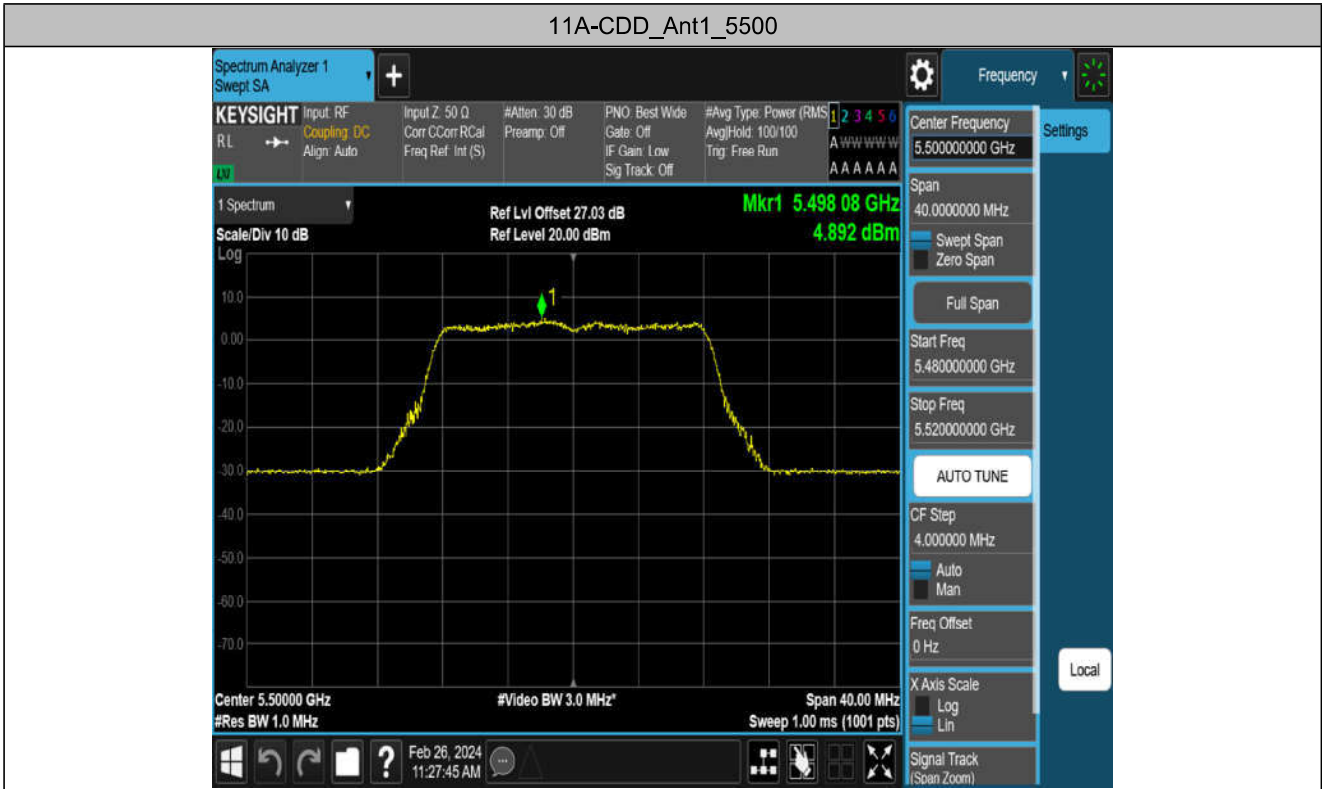 11A-CDD_Ant1_5500
Spectrum Analyzer 1
Swept SA
Frequency
KEYSIGHT
RL
LXI
Input: RF
Coupling: DC
Align: Auto
Input Z: 50 Ω
Corr CCorr RCal
Freq Ref: Int (S)
#Atten: 30 dB
Preamp: Off
PNO: Best Wide
Gate: Off
IF Gain: Low
Sig Track: Off
#Avg Type: Power (RMS
Avg|Hold: 100/100
Trig: Free Run
1 2 3 4 5 6
A W W W W W
A A A A A A
1 Spectrum
Scale/Div 10 dB
Log
Ref Lvl Offset 27.03 dB
Ref Level 20.00 dBm
Mkr1 5.498 08 GHz
4.892 dBm
1
10.0
0.00
-10.0
-20.0
-30.0
-40.0
-50.0
-60.0
-70.0
Center 5.50000 GHz
#Video BW 3.0 MHz*
Span 40.00 MHz
#Res BW 1.0 MHz
Sweep 1.00 ms (1001 pts)
Feb 26, 2024
11:27:45 AM
Center Frequency
5.500000000 GHz
Settings
Span
40.0000000 MHz
Swept Span
Zero Span
Full Span
Start Freq
5.480000000 GHz
Stop Freq
5.520000000 GHz
AUTO TUNE
CF Step
4.000000 MHz
Auto
Man
Freq Offset
0 Hz
Local
X Axis Scale
Log
Lin
Signal Track
(Span Zoom)